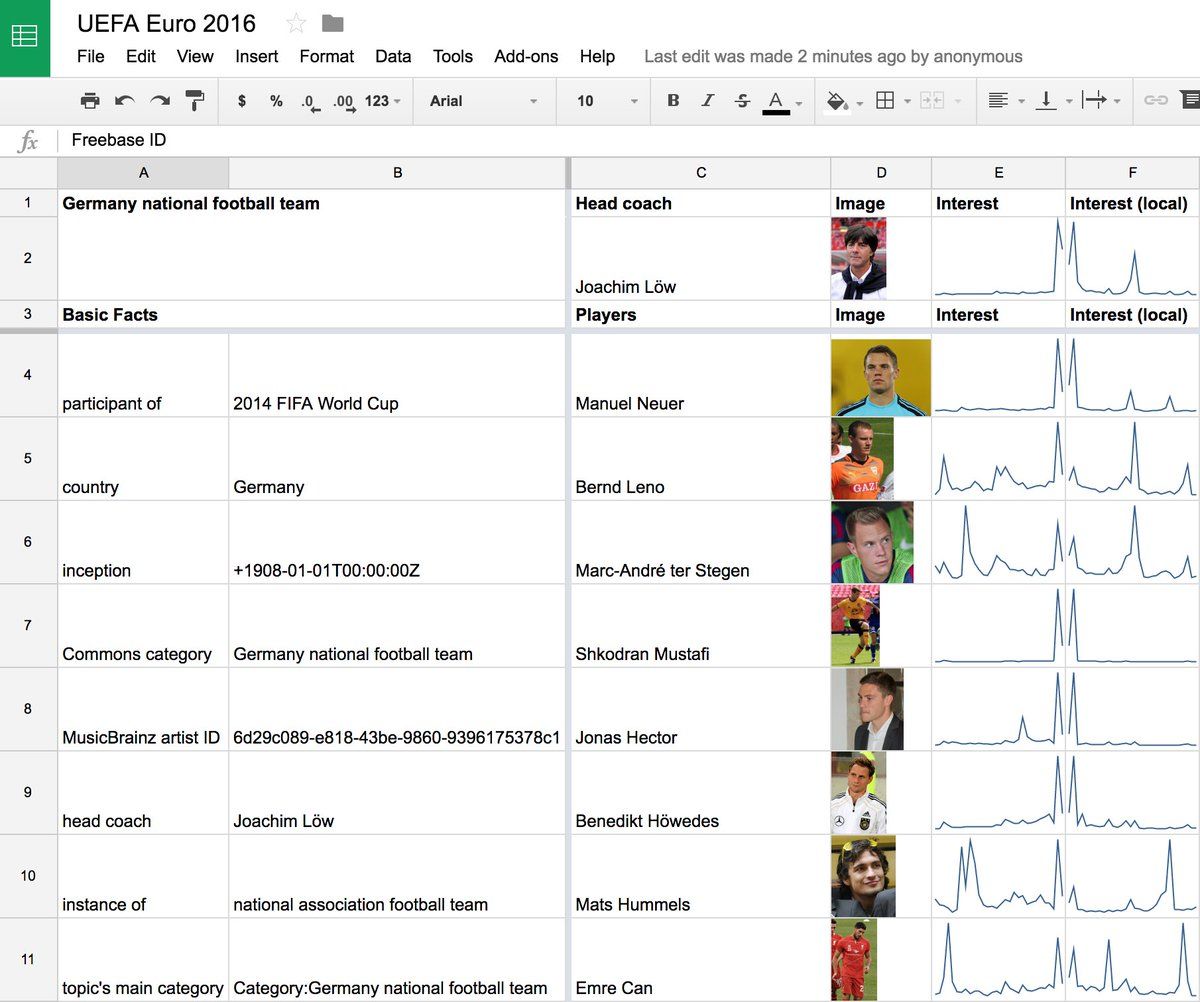 UEFA Euro 2016
File Edit View Insert Format Data Tools Add-ons Help Last edit was made 2 minutes ago by anonymous
$ % .0 .00 123 Arial 10 B I S A
fx Freebase ID
A B C D E F
1 Germany national football team Head coach Image Interest Interest (local)
2 Joachim Löw
3 Basic Facts Players Image Interest Interest (local)
4 participant of 2014 FIFA World Cup Manuel Neuer
5 country Germany Bernd Leno
GAZİ
6 inception +1908-01-01T00:00:00Z Marc-André ter Stegen
7 Commons category Germany national football team Shkodran Mustafi
8 MusicBrainz artist ID 6d29c089-e818-43be-9860-9396175378c1 Jonas Hector
9 head coach Joachim Löw Benedikt Höwedes
10 instance of national association football team Mats Hummels
11 topic's main category Category:Germany national football team Emre Can